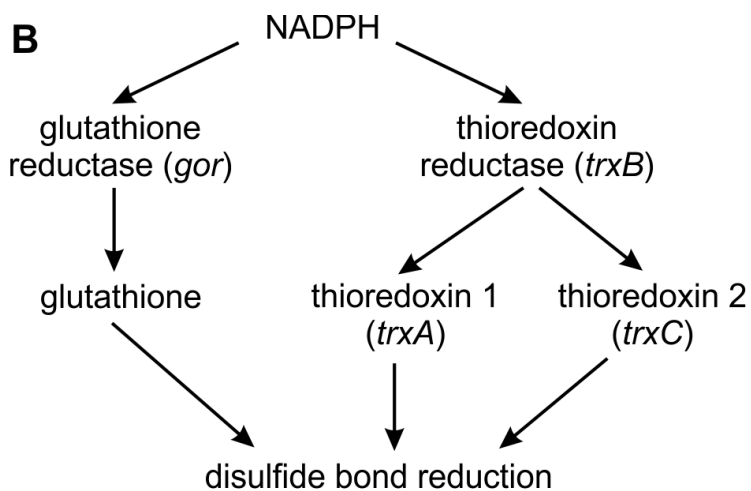 B
NADPH
glutathione
reductase (gor)
thioredoxin
reductase (trxB)
glutathione
thioredoxin 1
(trxA)
thioredoxin 2
(trxC)
disulfide bond reduction